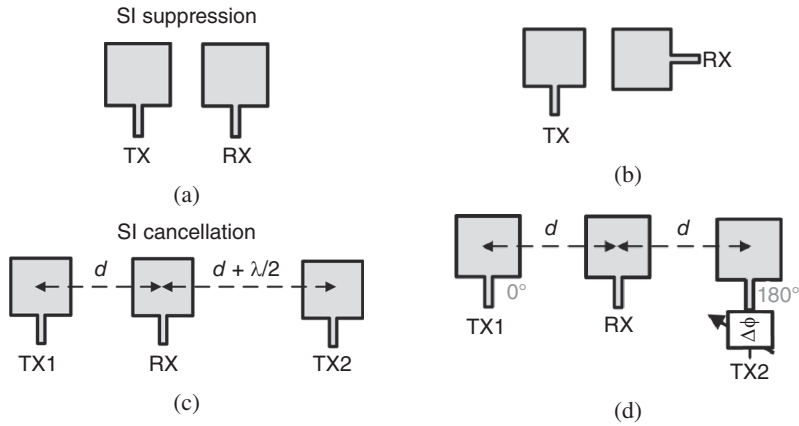 SI suppression
TX RX
(a)
RX
TX
(b)
SI cancellation
d d + λ/2
TX1 RX TX2
(c)
d d
0° 180°
Δϕ
TX1 RX TX2
(d)